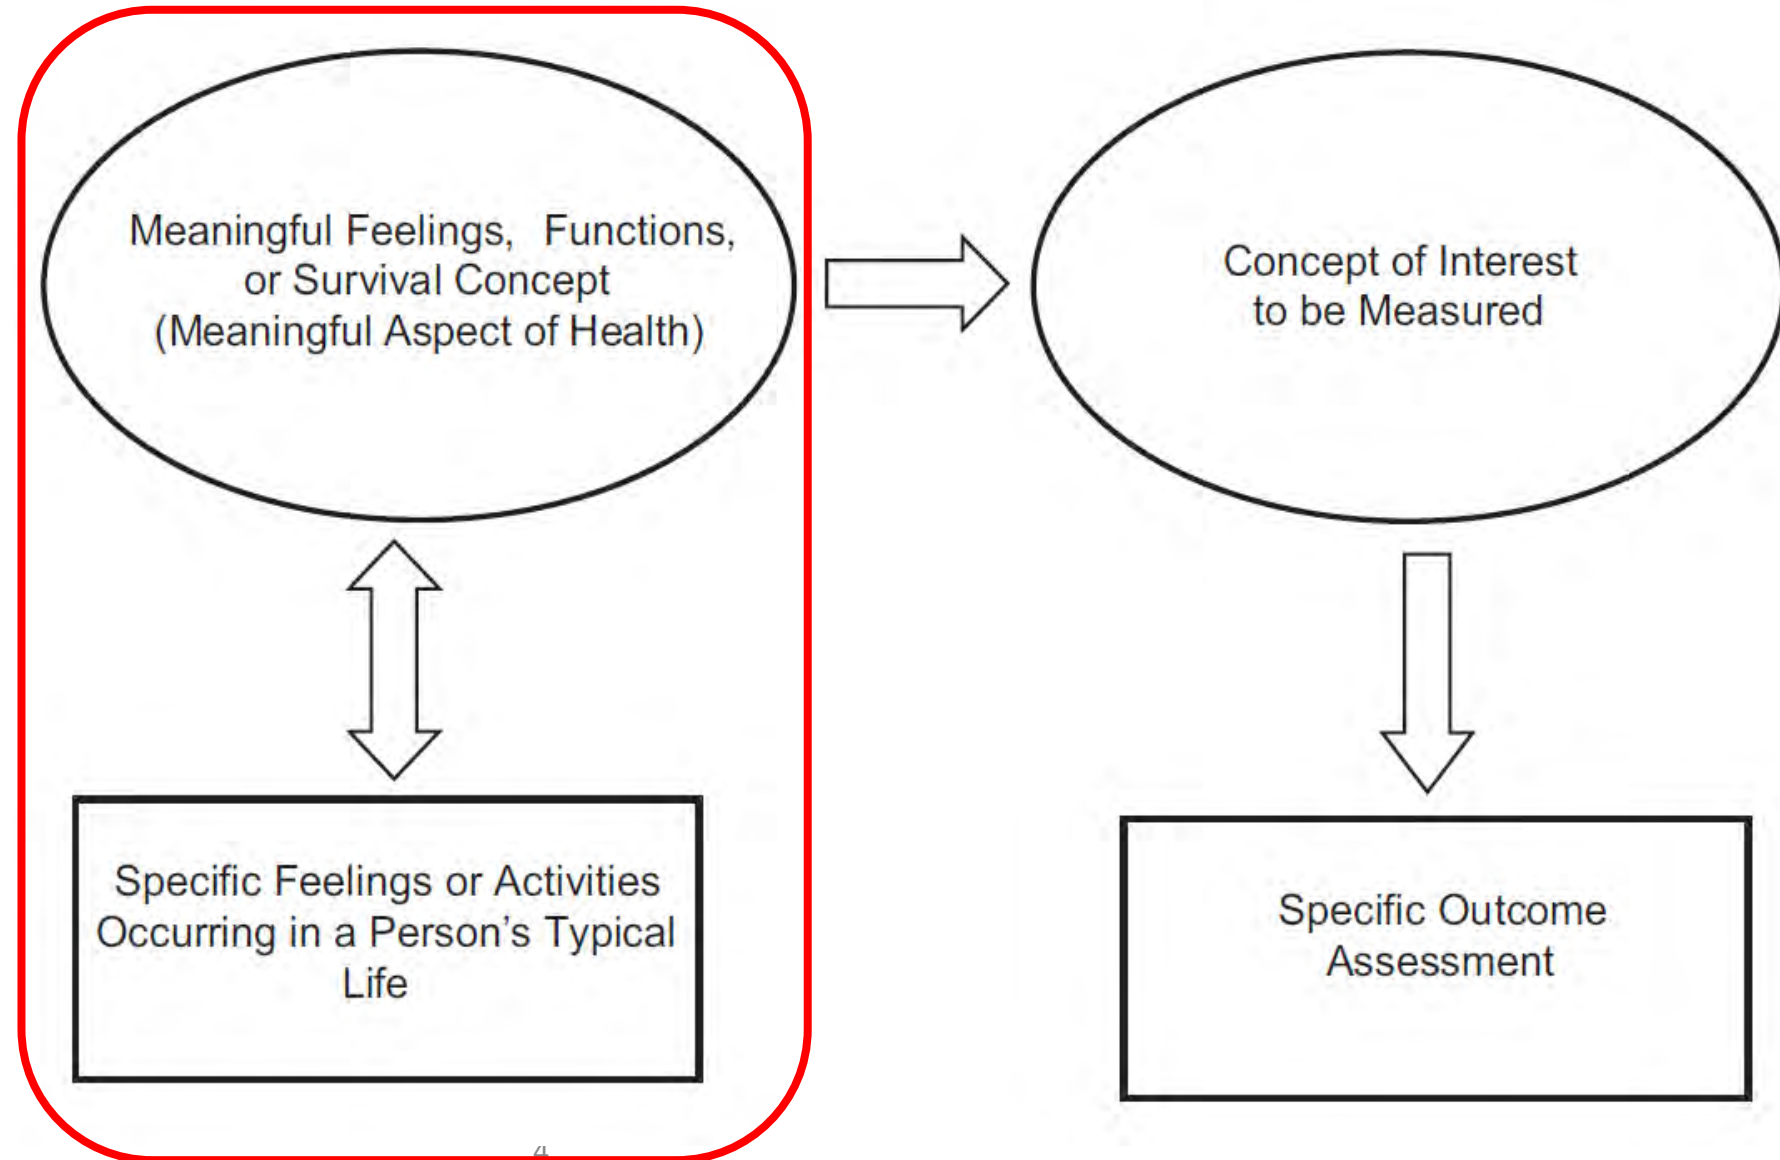 Meaningful Feelings, Functions,
or Survival Concept
(Meaningful Aspect of Health)
Concept of Interest
to be Measured
Specific Feelings or Activities
Occurring in a Person's Typical
Life
Specific Outcome
Assessment
4